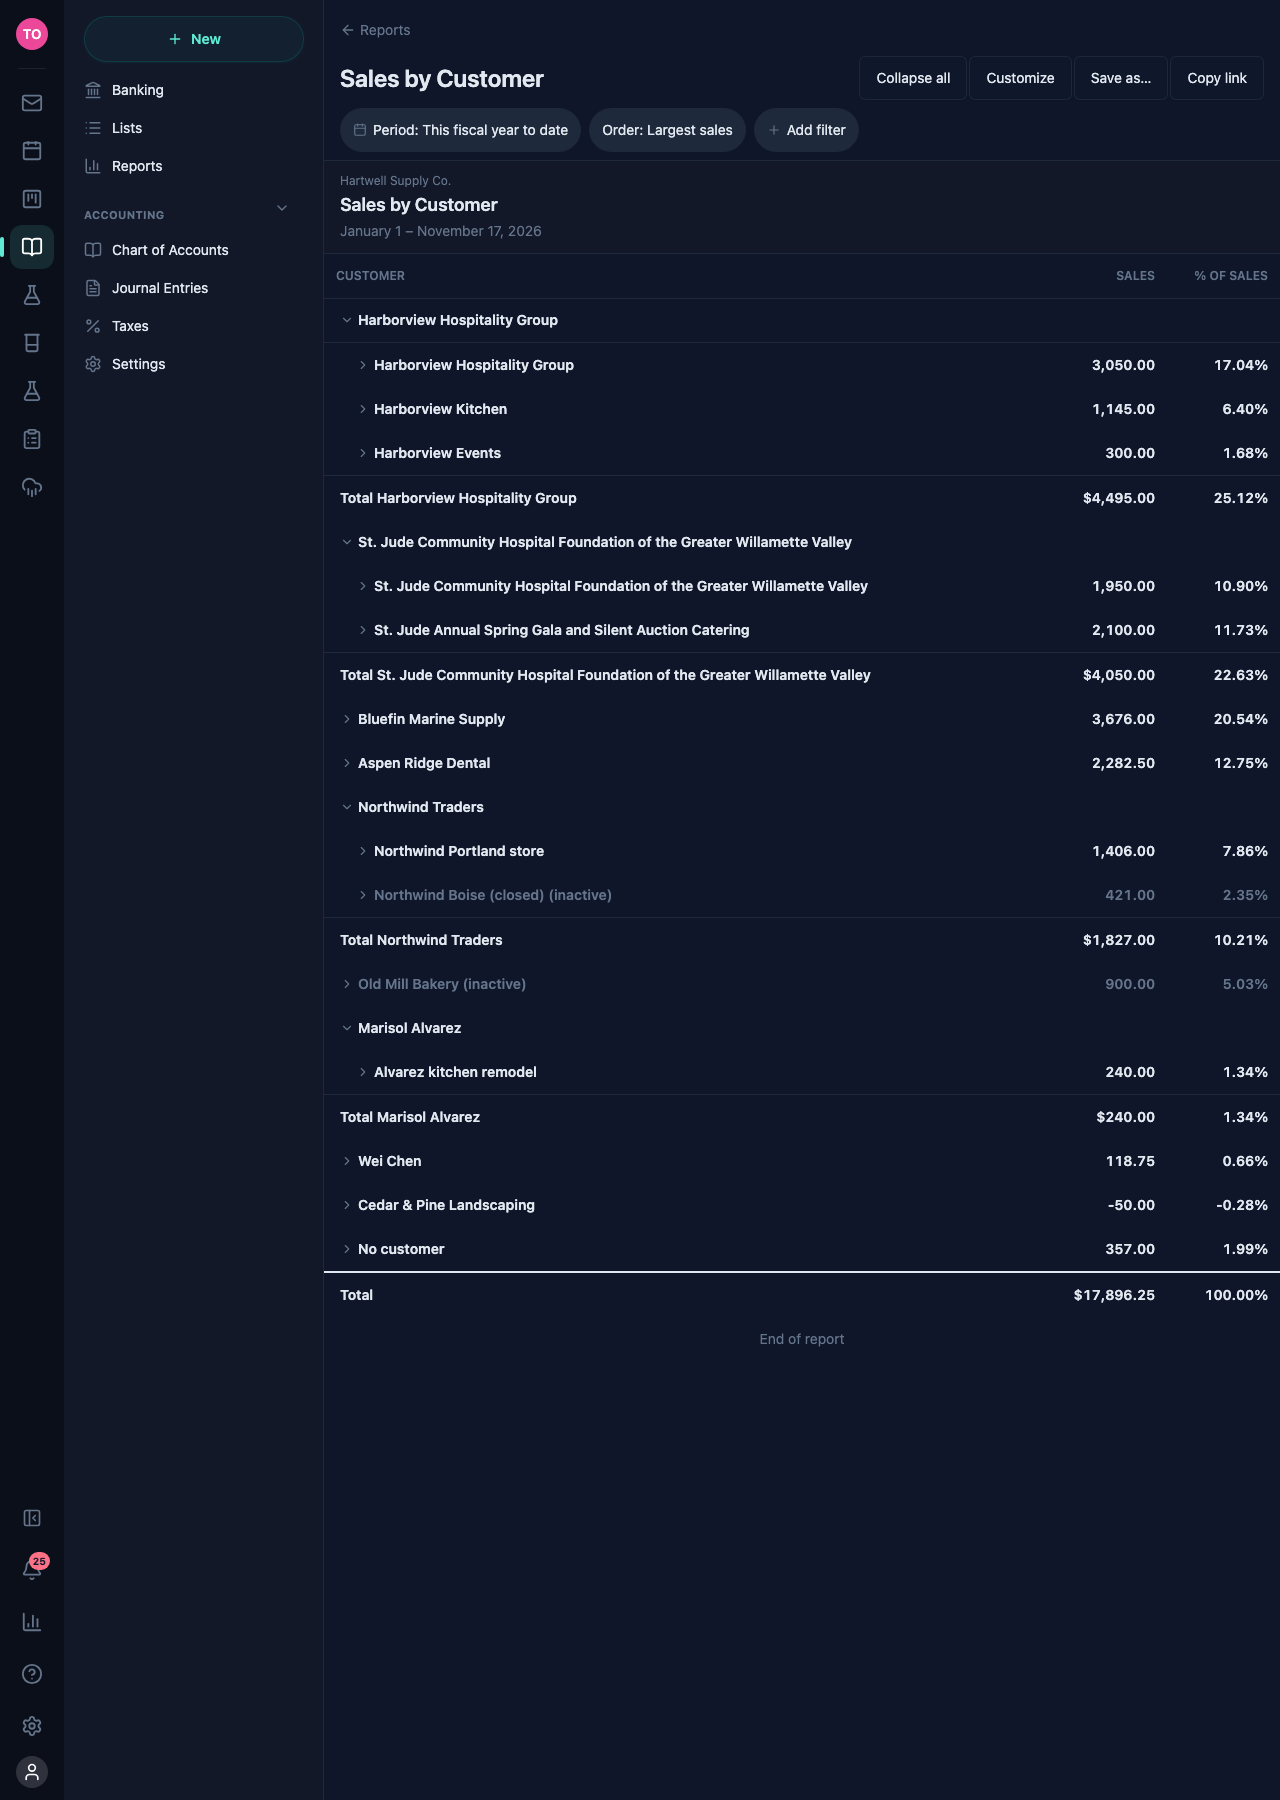 TO
New
Banking
Lists
Reports
ACCOUNTING
Chart of Accounts
Journal Entries
Taxes
Settings
25
Reports
Sales by Customer
Collapse all
Customize
Save as...
Copy link
Period: This fiscal year to date
Order: Largest sales
Add filter
Hartwell Supply Co.
Sales by Customer
January 1 – November 17, 2026
CUSTOMER SALES % OF SALES
Harborview Hospitality Group
Harborview Hospitality Group 3,050.00 17.04%
Harborview Kitchen 1,145.00 6.40%
Harborview Events 300.00 1.68%
Total Harborview Hospitality Group $4,495.00 25.12%
St. Jude Community Hospital Foundation of the Greater Willamette Valley
St. Jude Community Hospital Foundation of the Greater Willamette Valley 1,950.00 10.90%
St. Jude Annual Spring Gala and Silent Auction Catering 2,100.00 11.73%
Total St. Jude Community Hospital Foundation of the Greater Willamette Valley $4,050.00 22.63%
Bluefin Marine Supply 3,676.00 20.54%
Aspen Ridge Dental 2,282.50 12.75%
Northwind Traders
Northwind Portland store 1,406.00 7.86%
Northwind Boise (closed) (inactive) 421.00 2.35%
Total Northwind Traders $1,827.00 10.21%
Old Mill Bakery (inactive) 900.00 5.03%
Marisol Alvarez
Alvarez kitchen remodel 240.00 1.34%
Total Marisol Alvarez $240.00 1.34%
Wei Chen 118.75 0.66%
Cedar & Pine Landscaping -50.00 -0.28%
No customer 357.00 1.99%
Total $17,896.25 100.00%
End of report